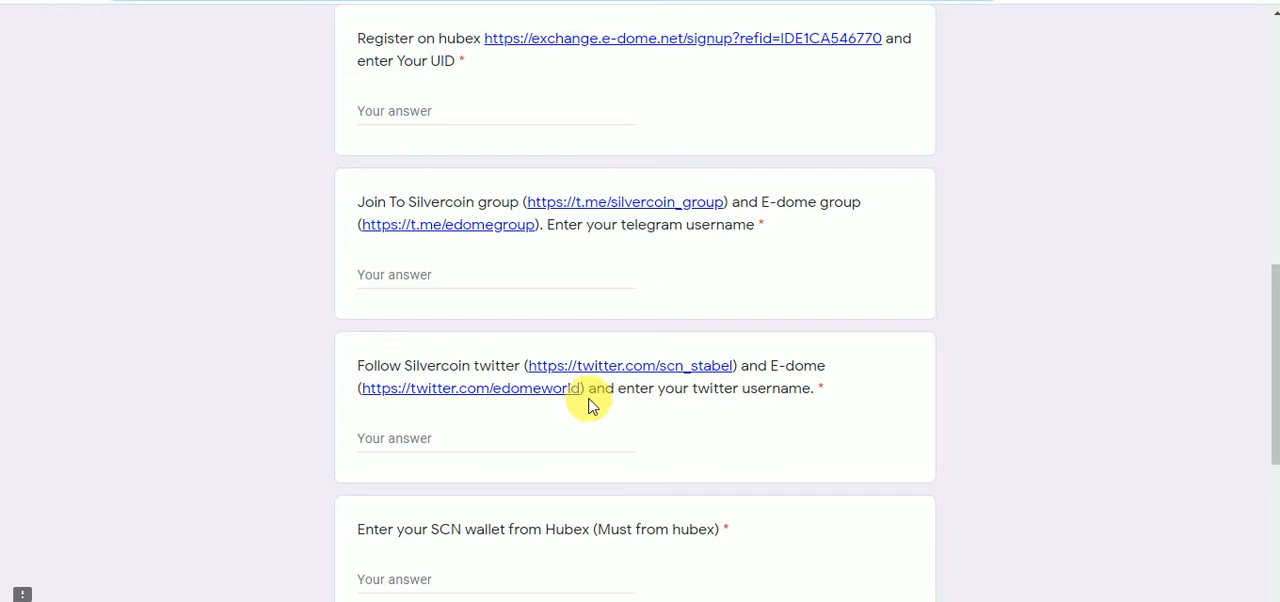 Register on hubex https://exchange.e-dome.net/signup?refid=IDE1CA546770 and
enter Your UID *
Your answer
Join To Silvercoin group (https://t.me/silvercoin_group) and E-dome group
(https://t.me/edomegroup). Enter your telegram username *
Your answer
Follow Silvercoin twitter (https://twitter.com/scn_stabel) and E-dome
(https://twitter.com/edomeworld) and enter your twitter username. *
Your answer
Enter your SCN wallet from Hubex (Must from hubex) *
Your answer
!